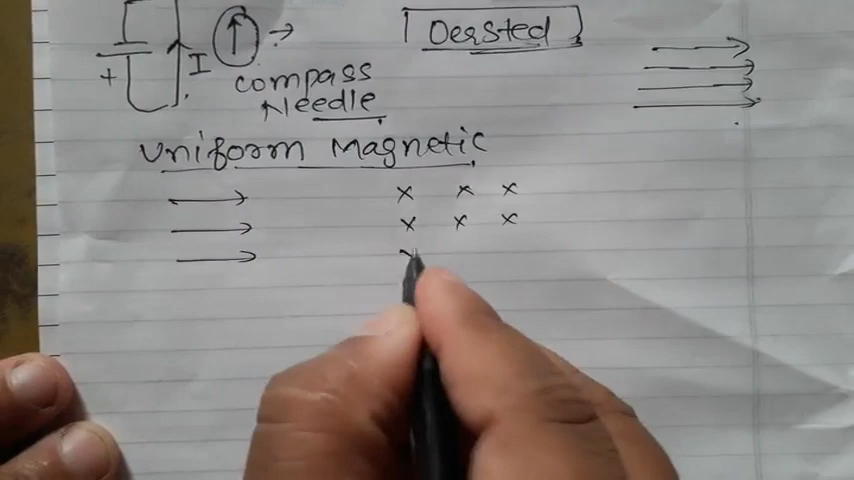 Oersted
+ I
compass
Needle
Uniform Magnetic
x x x
x x x